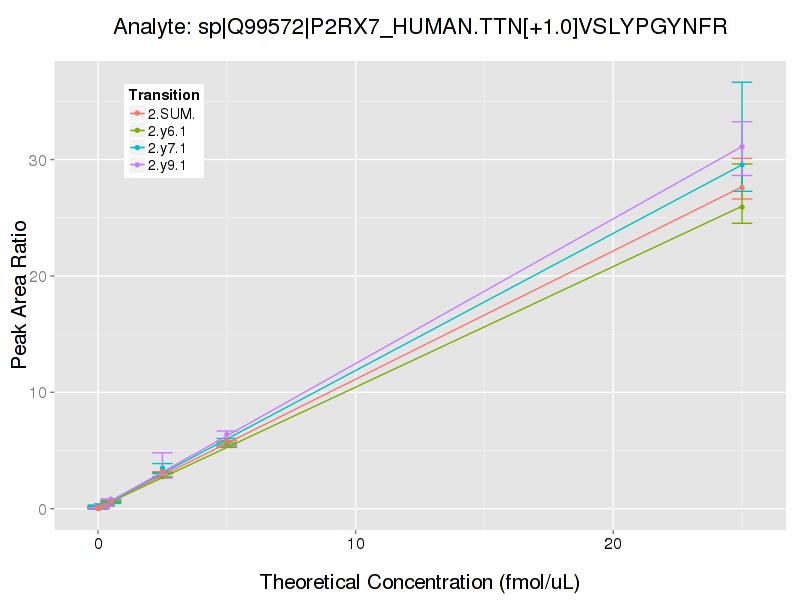 Analyte: sp|Q99572|P2RX7_HUMAN.TTN[+1.0]VSLYPGYNFR
Transition
2.SUM.
2.y6.1
2.y7.1
2.y9.1
Peak Area Ratio
30
20
10
0
0 10 20
Theoretical Concentration (fmol/uL)